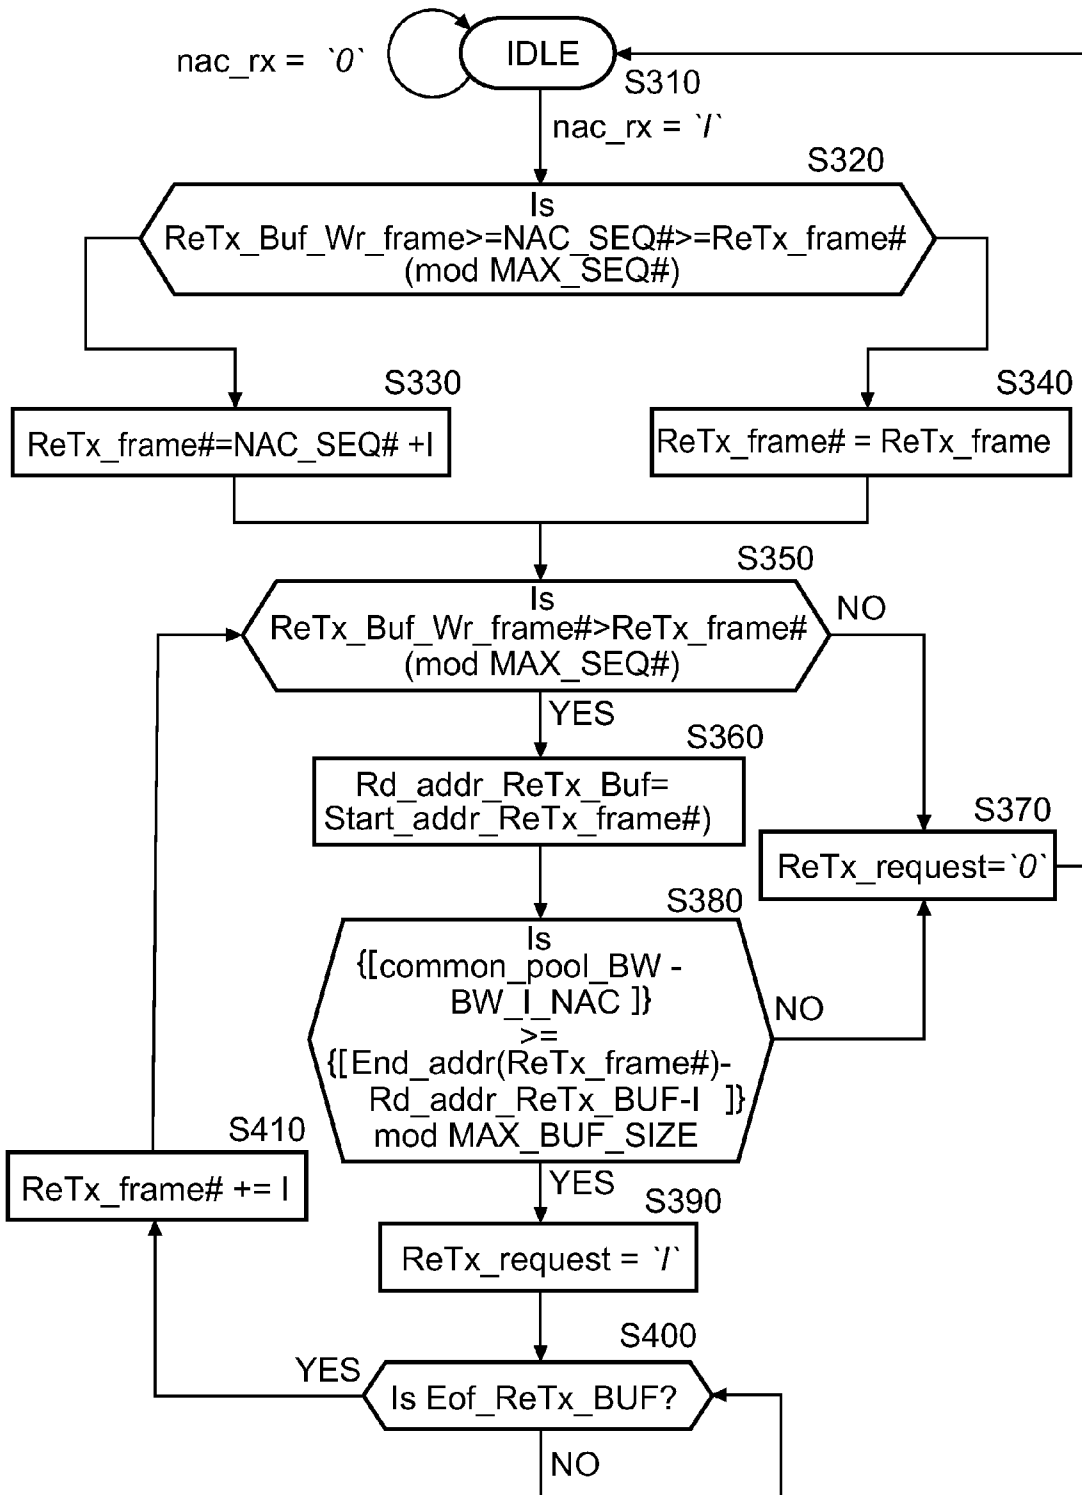 IDLE
nac_rx = `0`
S310
nac_rx = `I`
S320
Is
ReTx_Buf_Wr_frame>=NAC_SEQ#>=ReTx_frame#
(mod MAX_SEQ#)
S330
S340
ReTx_frame#=NAC_SEQ# +I
ReTx_frame# = ReTx_frame
S350
Is
ReTx_Buf_Wr_frame#>ReTx_frame#
(mod MAX_SEQ#)
NO
YES
S360
Rd_addr_ReTx_Buf=
Start_addr_ReTx_frame#)
S370
ReTx_request=`0`
S380
Is
{[common_pool_BW -
BW_I_NAC ]}
>=
{[End_addr(ReTx_frame#)-
Rd_addr_ReTx_BUF-I ]}
mod MAX_BUF_SIZE
NO
YES
S410
ReTx_frame# += I
S390
ReTx_request = `I`
S400
YES
Is Eof_ReTx_BUF?
NO